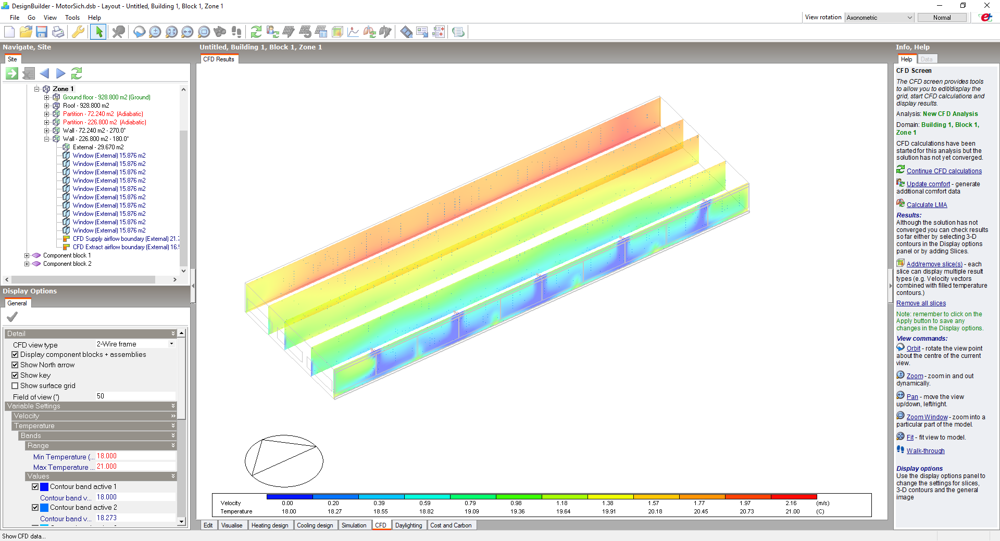 DesignBuilder - MotorSich.dsb - Layout - Untitled, Building 1, Block 1, Zone 1
File Go View Tools Help
View rotation Axonometric Normal
Navigate, Site
Site
Zone 1
Ground floor - 928.800 m2 (Ground)
Roof - 928.800 m2
Partition - 72.240 m2 (Adiabatic)
Partition - 226.800 m2 (Adiabatic)
Wall - 72.240 m2 - 270.0°
Wall - 226.800 m2 - 180.0°
External - 29.670 m2
Window (External) 15.876 m2
Window (External) 15.876 m2
Window (External) 15.876 m2
Window (External) 15.876 m2
Window (External) 15.876 m2
Window (External) 15.876 m2
Window (External) 15.876 m2
Window (External) 15.876 m2
Window (External) 15.876 m2
Window (External) 15.876 m2
CFD Supply airflow boundary (External) 21.7
CFD Extract airflow boundary (External) 16.5
Component block 1
Component block 2
Display Options
General
Detail
CFD view type 2-Wire frame
Display component blocks + assemblies
Show North arrow
Show key
Show surface grid
Field of view (°) 50
Variable Settings
Velocity
Temperature
Bands
Range
Min Temperature (... 18.000
Max Temperature ... 21.000
Values
Contour band active 1
Contour band v... 18.000
Contour band active 2
Contour band v... 18.273
Show CFD data...
Untitled, Building 1, Block 1, Zone 1
CFD Results
Velocity 0.00 0.20 0.39 0.59 0.79 0.98 1.18 1.38 1.57 1.77 1.97 2.16 (m/s)
Temperature 18.00 18.27 18.55 18.82 19.09 19.36 19.64 19.91 20.18 20.45 20.73 21.00 (C)
Edit Visualise Heating design Cooling design Simulation CFD Daylighting Cost and Carbon
Info, Help
Help Data
CFD Screen
The CFD screen provides tools
to allow you to edit/display the
grid, start CFD calculations and
display results.
Analysis: New CFD Analysis
Domain: Building 1, Block 1,
Zone 1
CFD calculations have been
started for this analysis but the
solution has not yet converged.
Continue CFD calculations
Update comfort - generate
additional comfort data
Calculate LMA
Results:
Although the solution has not
converged you can check results
so far either by selecting 3-D
contours in the Display options
panel or by adding Slices.
Add/remove slice(s) - each
slice can display multiple result
types (e.g. Velocity vectors
combined with filled temperature
contours.)
Remove all slices
Note: remember to click on the
Apply button to save any
changes in the Display options.
View commands:
Orbit - rotate the view point
about the centre of the current
view.
Zoom - zoom in and out
dynamically.
Pan - move the view
up/down, left/right.
Zoom Window - zoom into a
particular part of the model.
Fit - fit view to model.
Walk-through
Display options
Use the display options panel to
change the settings for slices,
3-D contours and the general
image